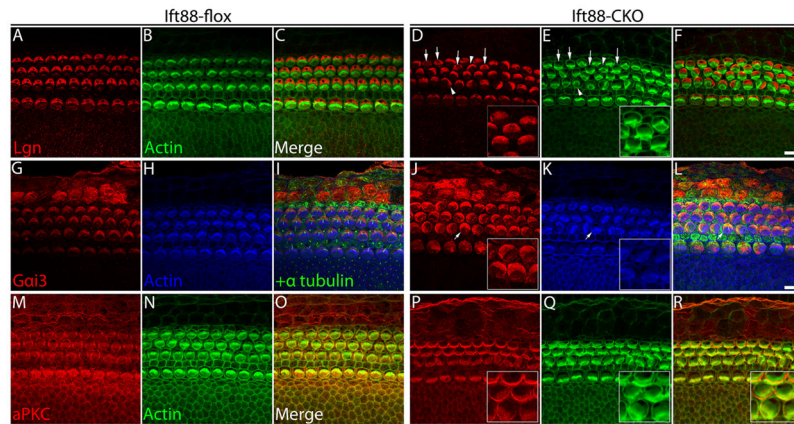 Ift88-flox Ift88-CKO
A B C D E F
Lgn Actin Merge
G H I J K L
Gαi3 Actin +α tubulin
M N O P Q R
aPKC Actin Merge